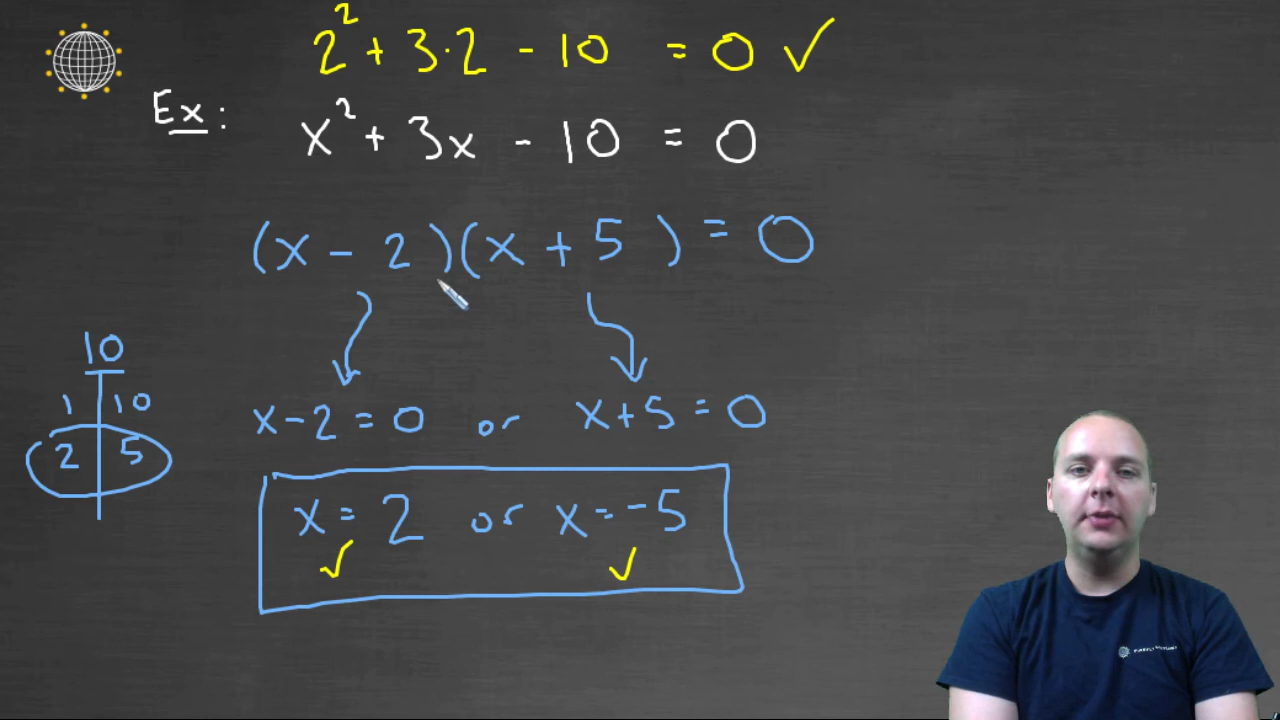 2² + 3·2 - 10 = 0 ✓
Ex:
x² + 3x - 10 = 0
(x - 2)(x + 5) = 0
10
1 10
2 5
x-2=0 or x+5=0
x=2 or x=-5
✓ ✓